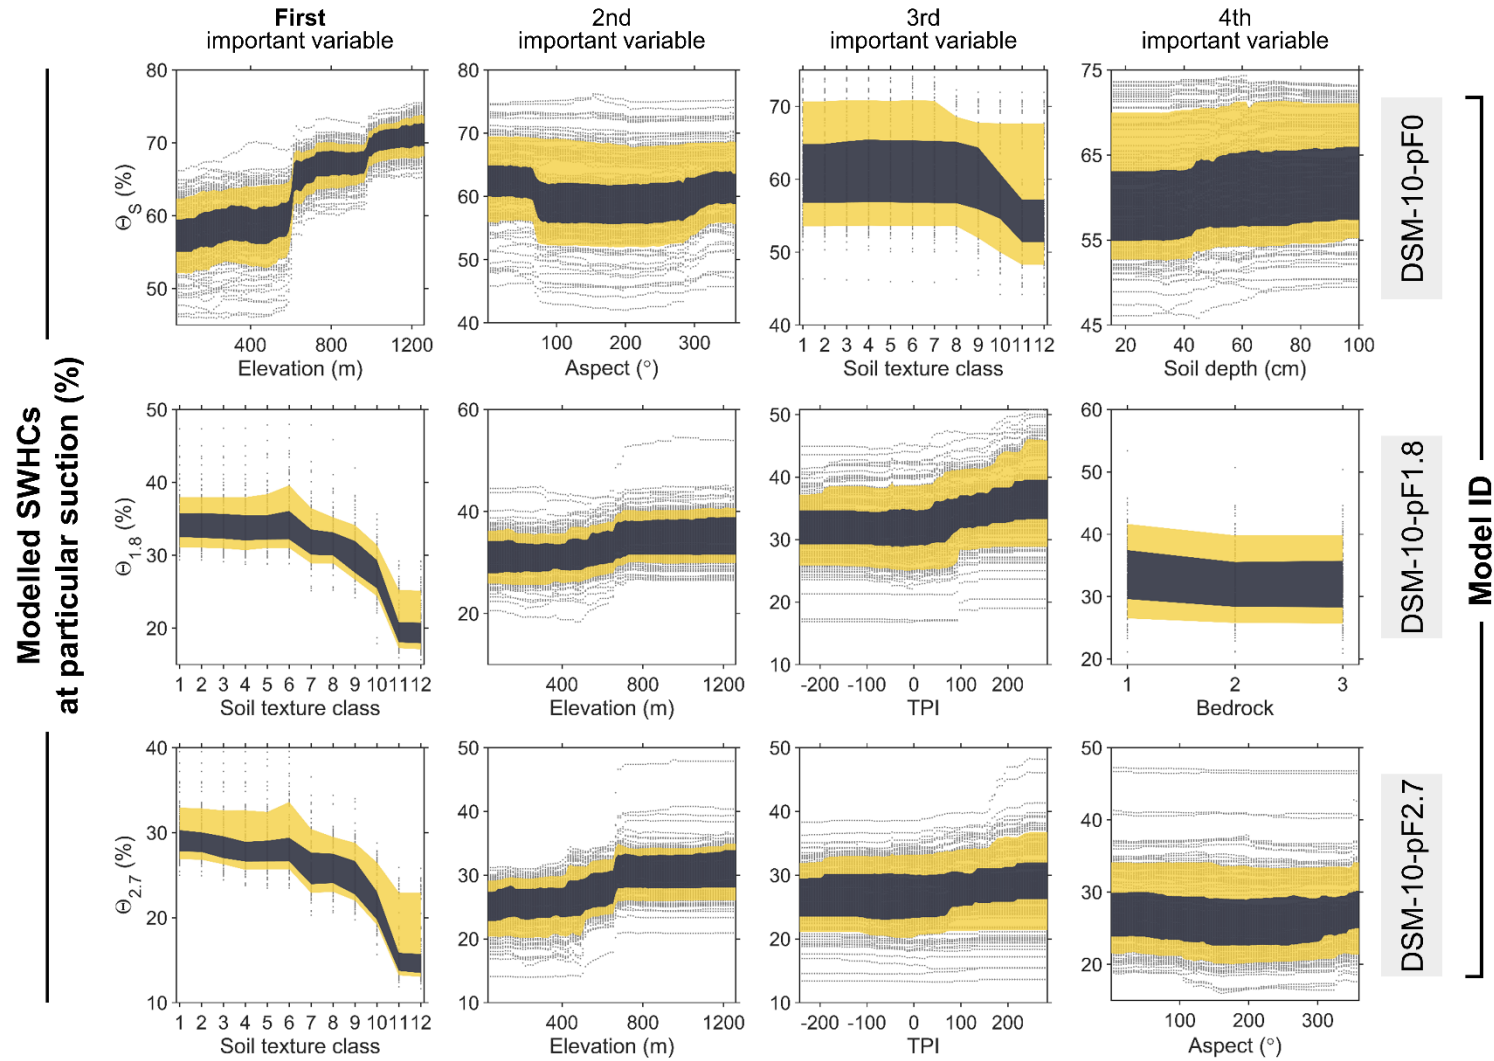 First
important variable
2nd
important variable
3rd
important variable
4th
important variable
Modelled SWHCs
at particular suction (%)
Model ID
80
70
60
50
ΘS (%)
400
800
1200
Elevation (m)
80
70
60
50
40
100
200
300
Aspect (°)
70
60
50
40
1 2 3 4 5 6 7 8 9 10 11 12
Soil texture class
75
65
55
45
20 40 60 80 100
Soil depth (cm)
DSM-10-pF0
50
40
30
20
Θ1.8 (%)
1 2 3 4 5 6 7 8 9 10 11 12
Soil texture class
60
40
20
400 800 1200
Elevation (m)
50
30
10
-200 -100 0 100 200
TPI
60
50
40
30
20
1 2 3
Bedrock
DSM-10-pF1.8
40
30
20
10
Θ2.7 (%)
1 2 3 4 5 6 7 8 9 10 11 12
Soil texture class
50
40
30
20
10
400 800 1200
Elevation (m)
50
40
30
20
10
-200 -100 0 100 200
TPI
50
40
30
20
100 200 300
Aspect (°)
DSM-10-pF2.7